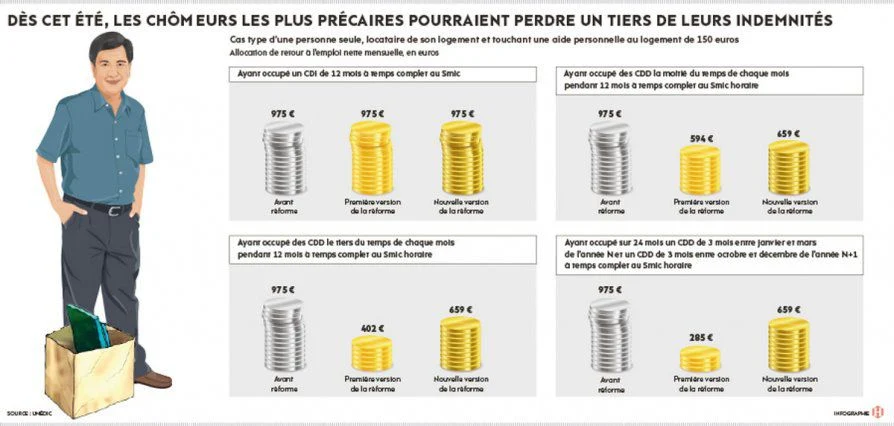 DÈS CET ÉTÉ, LES CHÔMEURS LES PLUS PRÉCAIRES POURRAIENT PERDRE UN TIERS DE LEURS INDEMNITÉS
Cas type d'une personne seule, locataire de son logement et touchant une aide personnelle au logement de 150 euros
Allocation de retour à l'emploi nette mensuelle, en euros
Ayant occupé un CDI de 12 mois à temps complet au Smic
975 €
975 €
975 €
Avant
réforme
Première version
de la réforme
Nouvelle version
de la réforme
Ayant occupé des CDD la moitié du temps de chaque mois
pendant 12 mois à temps complet au Smic horaire
975 €
594 €
659 €
Avant
réforme
Première version
de la réforme
Nouvelle version
de la réforme
Ayant occupé des CDD le tiers du temps de chaque mois
pendant 12 mois à temps complet au Smic horaire
975 €
402 €
659 €
Avant
réforme
Première version
de la réforme
Nouvelle version
de la réforme
Ayant occupé sur 24 mois un CDD de 3 mois entre janvier et mars
de l'année N et un CDD de 3 mois entre octobre et décembre de l'année N+1
à temps complet au Smic horaire
975 €
285 €
659 €
Avant
réforme
Première version
de la réforme
Nouvelle version
de la réforme
SOURCE : UNÉDIC
INFOGRAPHIE H